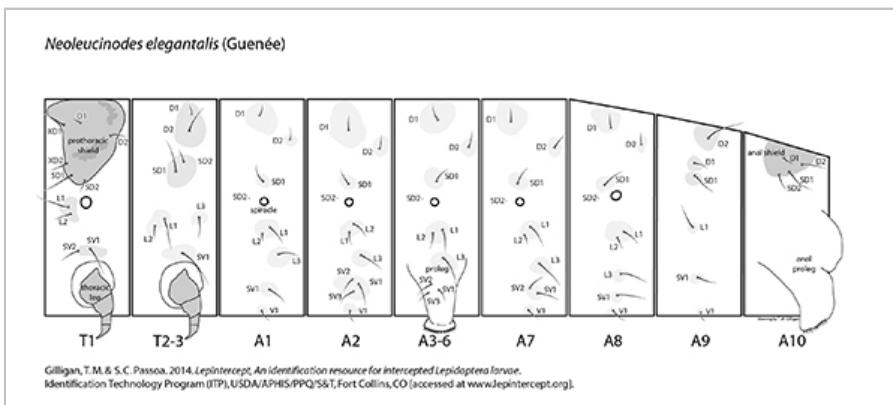 Neoleucinodes elegantalis (Guenée)
D1
XD1
prothoracic
shield
D2
XD2
SD1
SD2
L1
L2
SV2
SV1
thoracic
leg
T1
D1
D2
SD2
SD1
L3
L2
L1
SV1
T2-3
D1
D2
SD1
SD2
spiracle
L2
L1
L3
SV1
V1
A1
D1
D2
SD1
SD2
L2
L1
L3
SV2
SV3
SV1
V1
A2
D1
D2
SD1
SD2
L2
L1
L3
proleg
SV2
SV1
SV3
A3-6
D1
D2
SD1
SD2
L1
L2
L3
SV2
SV1
V1
A7
D1
D2
SD1
SD2
L2
L1
L3
SV1
V1
A8
D2
D1
SD1
L1
SV1
V1
A9
anal shield
D1
D2
SD1
SD2
anal
proleg
A10
Gilligan, T.M. & S.C. Passoa. 2014. LepIntercept, An identification resource for intercepted Lepidoptera larvae.
Identification Technology Program (ITP), USDA/APHIS/PPQ/S&T, Fort Collins, CO [accessed at www.lepintercept.org].